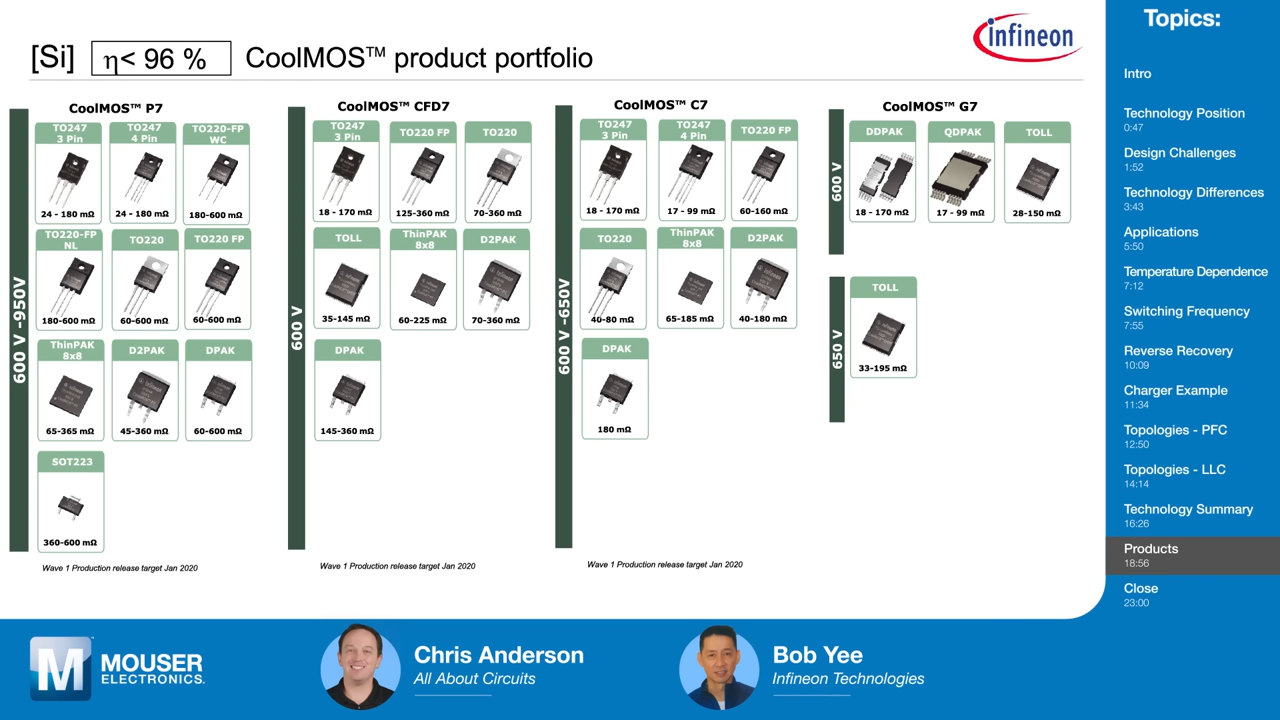 [Si]
η< 96 %
CoolMOS™ product portfolio
infineon
CoolMOS™ P7
600 V -950V
TO247
3 Pin
24 - 180 mΩ
TO247
4 Pin
24 - 180 mΩ
TO220-FP
WC
180-600 mΩ
TO220-FP
NL
180-600 mΩ
TO220
60-600 mΩ
TO220 FP
60-600 mΩ
ThinPAK
8x8
65-365 mΩ
D2PAK
45-360 mΩ
DPAK
60-600 mΩ
SOT223
360-600 mΩ
Wave 1 Production release target Jan 2020
CoolMOS™ CFD7
600 V
TO247
3 Pin
18 - 170 mΩ
TO220 FP
125-360 mΩ
TO220
70-360 mΩ
TOLL
35-145 mΩ
ThinPAK
8x8
60-225 mΩ
D2PAK
70-360 mΩ
DPAK
145-360 mΩ
Wave 1 Production release target Jan 2020
CoolMOS™ C7
600 V -650V
TO247
3 Pin
18 - 170 mΩ
TO247
4 Pin
17 - 99 mΩ
TO220 FP
60-160 mΩ
TO220
40-80 mΩ
ThinPAK
8x8
65-185 mΩ
D2PAK
40-180 mΩ
DPAK
180 mΩ
Wave 1 Production release target Jan 2020
CoolMOS™ G7
600 V
DDPAK
18 - 170 mΩ
QDPAK
17 - 99 mΩ
TOLL
28-150 mΩ
650 V
TOLL
33-195 mΩ
Topics:
Intro
Technology Position
0:47
Design Challenges
1:52
Technology Differences
3:43
Applications
5:50
Temperature Dependence
7:12
Switching Frequency
7:55
Reverse Recovery
10:09
Charger Example
11:34
Topologies - PFC
12:50
Topologies - LLC
14:14
Technology Summary
16:26
Products
18:56
Close
23:00
M
MOUSER
ELECTRONICS.
Chris Anderson
All About Circuits
Bob Yee
Infineon Technologies